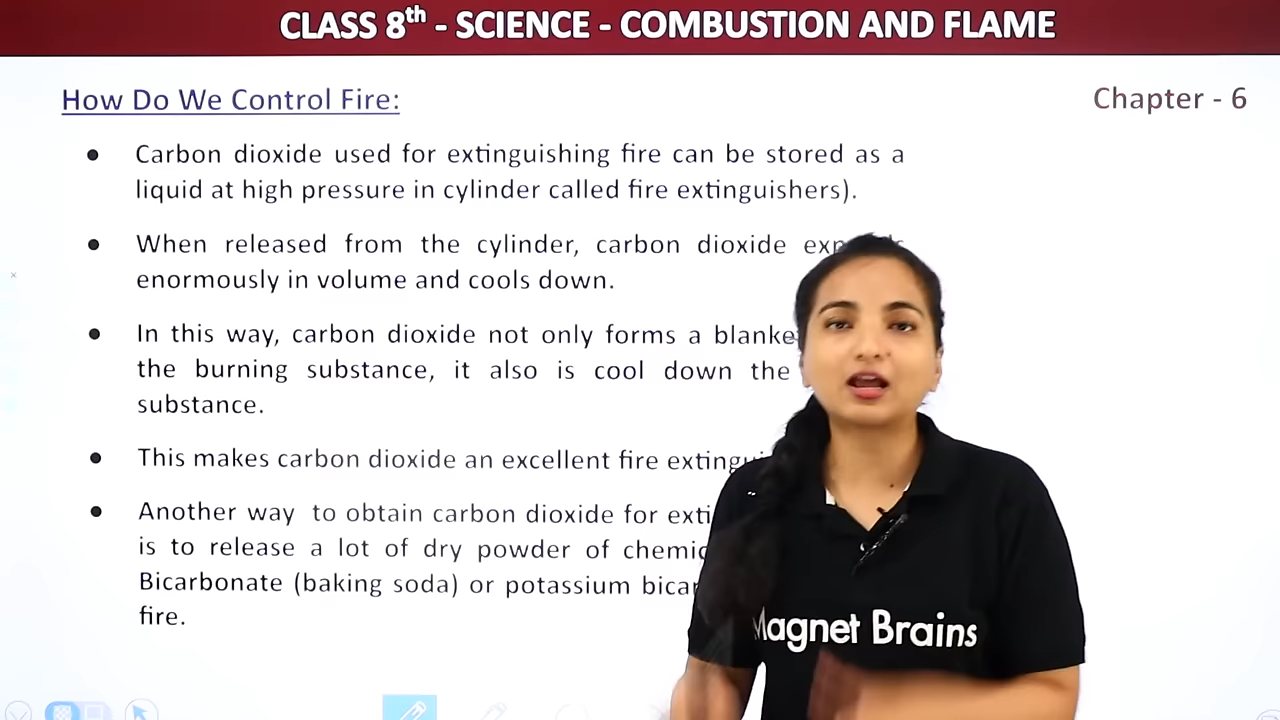 CLASS 8th - SCIENCE - COMBUSTION AND FLAME
How Do We Control Fire:
Chapter - 6
Carbon dioxide used for extinguishing fire can be stored as a
liquid at high pressure in cylinder called fire extinguishers).
When released from the cylinder, carbon dioxide
enormously in volume and cools down.
In this way, carbon dioxide not only forms a
the burning substance, it also is cool down the
substance.
This makes carbon dioxide an excellent fire
Another way to obtain carbon dioxide for
is to release a lot of dry powder of
Bicarbonate (baking soda) or potassium
fire.
Magnet Brains